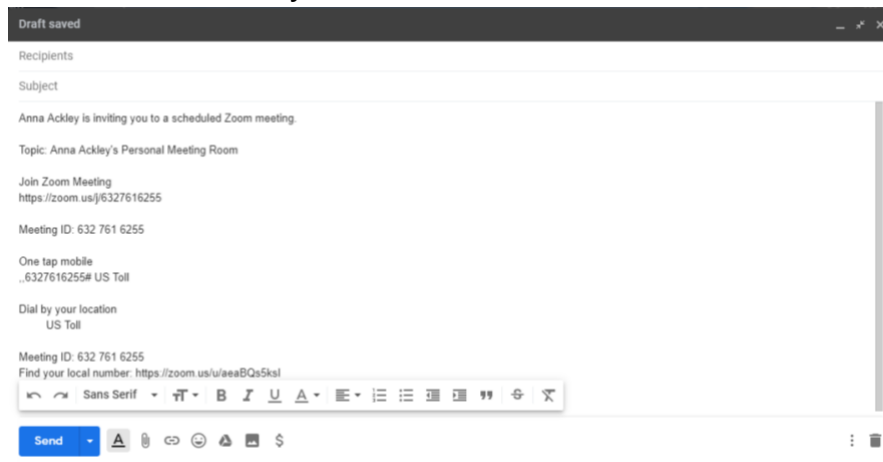 Draft saved
Recipients
Subject
Anna Ackley is inviting you to a scheduled Zoom meeting.
Topic: Anna Ackley's Personal Meeting Room
Join Zoom Meeting
https://zoom.us/j/6327616255
Meeting ID: 632 761 6255
One tap mobile
,,6327616255# US Toll
Dial by your location
US Toll
Meeting ID: 632 761 6255
Find your local number: https://zoom.us/u/aeaBQs5ksl
Sans Serif
Send